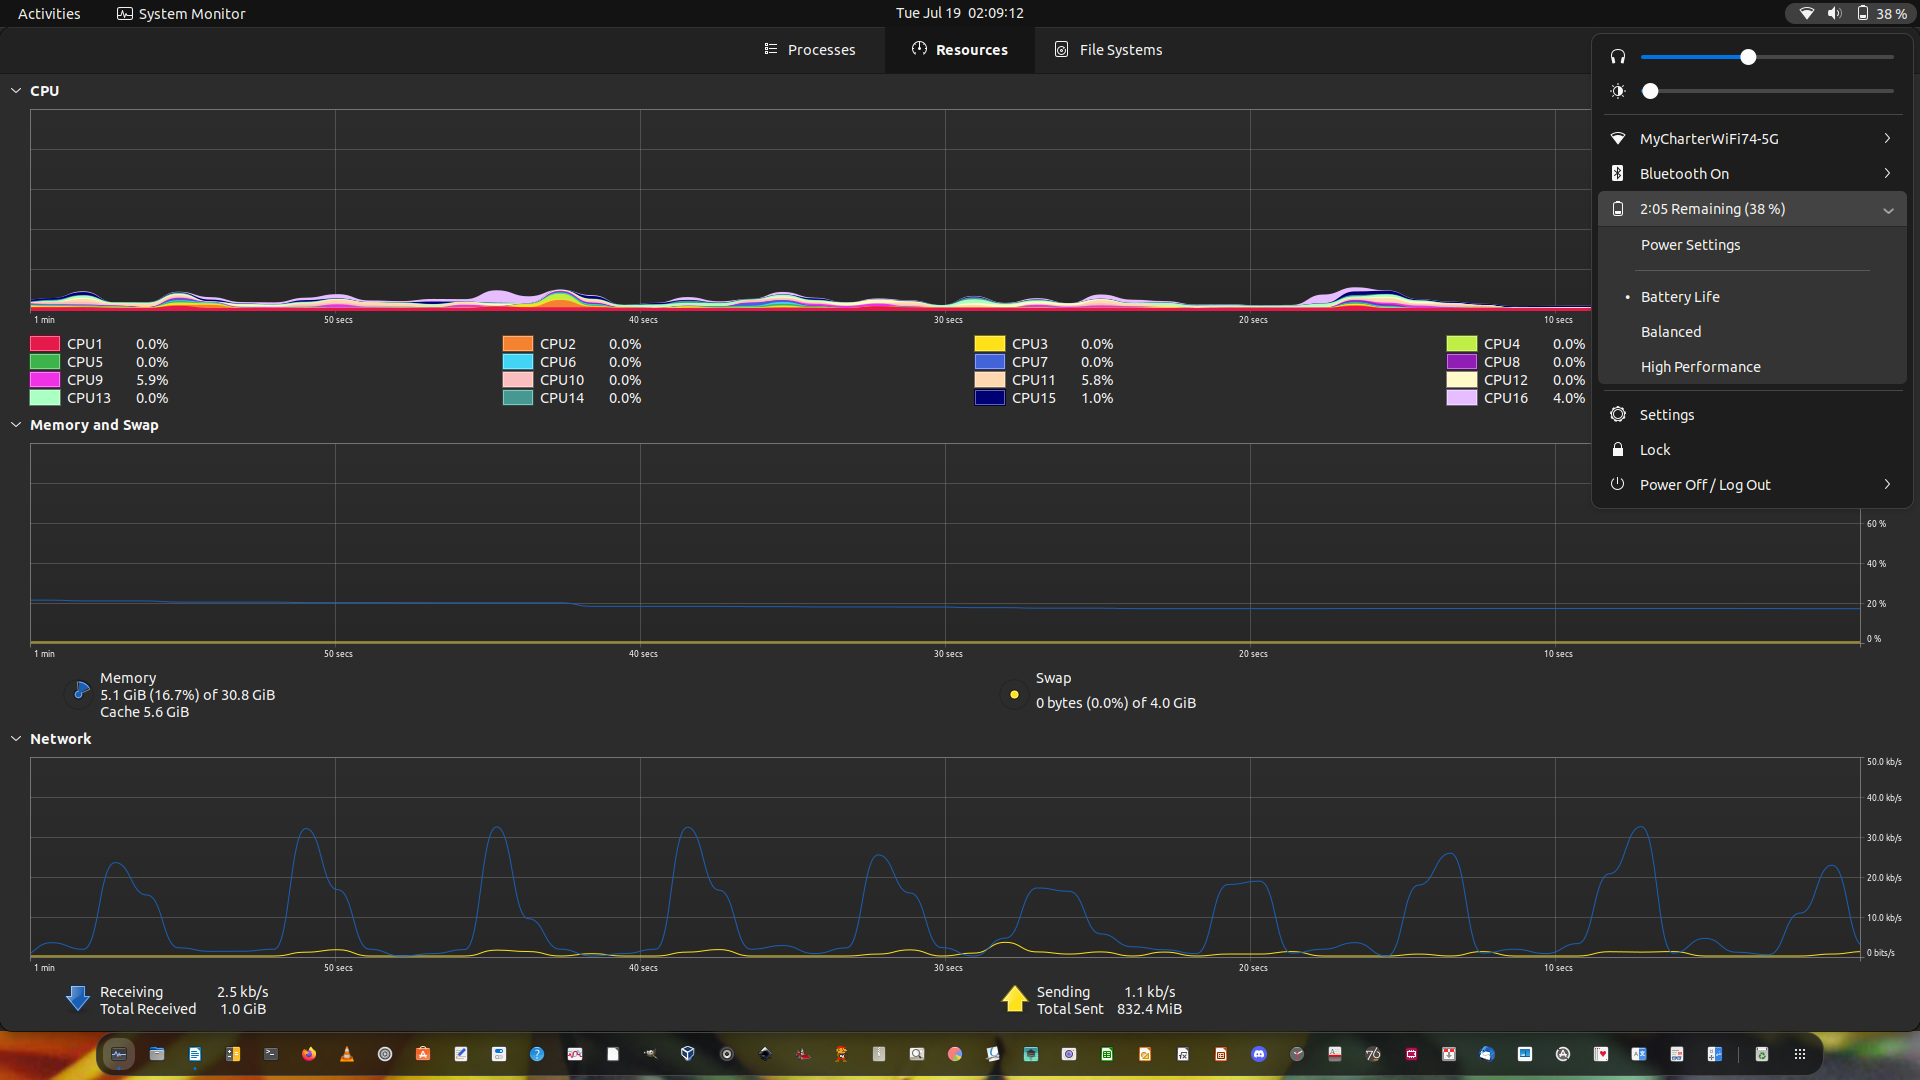 Activities
System Monitor
Tue Jul 19 02:09:12
38 %
Processes
Resources
File Systems
CPU
1 min 50 secs 40 secs 30 secs 20 secs 10 secs
CPU1 0.0% CPU2 0.0% CPU3 0.0% CPU4 0.0%
CPU5 0.0% CPU6 0.0% CPU7 0.0% CPU8 0.0%
CPU9 5.9% CPU10 0.0% CPU11 5.8% CPU12 0.0%
CPU13 0.0% CPU14 0.0% CPU15 1.0% CPU16 4.0%
MyCharterWiFi74-5G
Bluetooth On
2:05 Remaining (38 %)
Power Settings
Battery Life
Balanced
High Performance
Settings
Lock
Power Off / Log Out
Memory and Swap
60 %
40 %
20 %
0 %
1 min 50 secs 40 secs 30 secs 20 secs 10 secs
Memory
5.1 GiB (16.7%) of 30.8 GiB
Cache 5.6 GiB
Swap
0 bytes (0.0%) of 4.0 GiB
Network
50.0 kb/s
40.0 kb/s
30.0 kb/s
20.0 kb/s
10.0 kb/s
0 bits/s
1 min 50 secs 40 secs 30 secs 20 secs 10 secs
Receiving 2.5 kb/s
Total Received 1.0 GiB
Sending 1.1 kb/s
Total Sent 832.4 MiB
76